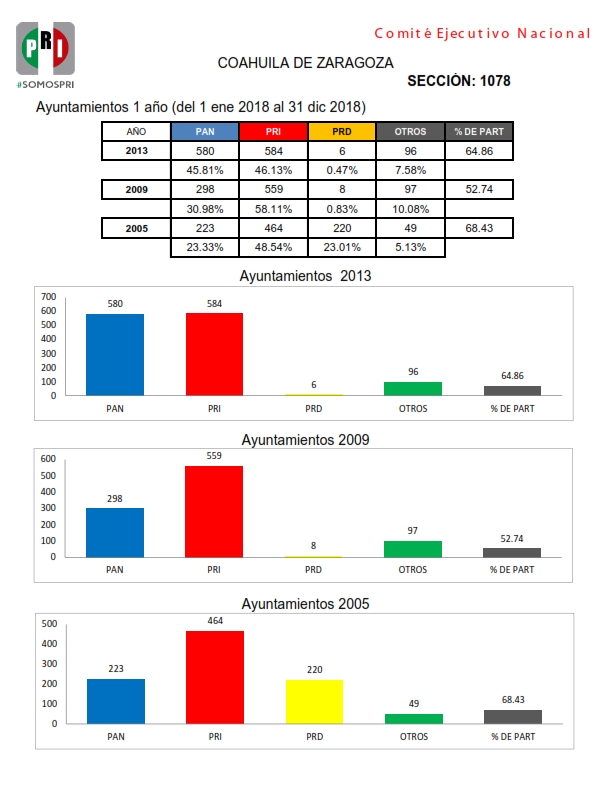 Comité Ejecutivo Nacional
PRI
#SOMOSPRI
COAHUILA DE ZARAGOZA
SECCIÓN: 1078
Ayuntamientos 1 año (del 1 ene 2018 al 31 dic 2018)
AÑO PAN PRI PRD OTROS % DE PART
2013 580 584 6 96 64.86
45.81% 46.13% 0.47% 7.58%
2009 298 559 8 97 52.74
30.98% 58.11% 0.83% 10.08%
2005 223 464 220 49 68.43
23.33% 48.54% 23.01% 5.13%
Ayuntamientos 2013
700
600
500
400
300
200
100
0
580 584 6 96 64.86
PAN PRI PRD OTROS % DE PART
Ayuntamientos 2009
600
500
400
300
200
100
0
298 559 8 97 52.74
PAN PRI PRD OTROS % DE PART
Ayuntamientos 2005
500
400
300
200
100
0
223 464 220 49 68.43
PAN PRI PRD OTROS % DE PART